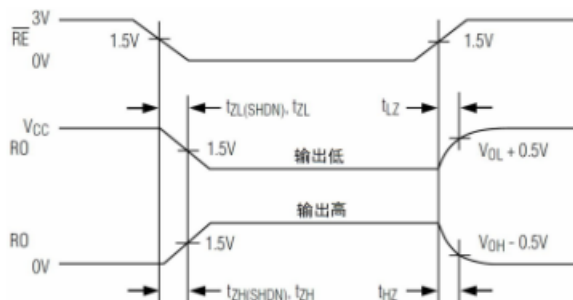 3V
RE
1.5V
1.5V
0V
tZL(SHDN), tZL
tLZ
VCC
RO
1.5V
输出低
VOL + 0.5V
输出高
RO
1.5V
VOH - 0.5V
0V
tZH(SHDN), tZH
tHZ